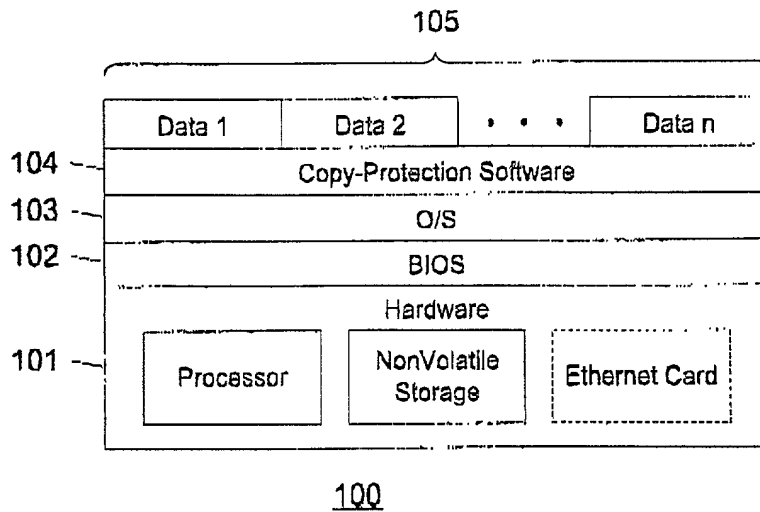 105
Data 1 Data 2 • • • Data n
104 Copy-Protection Software
103 O/S
102 BIOS
Hardware
101 Processor NonVolatile Storage Ethernet Card
100